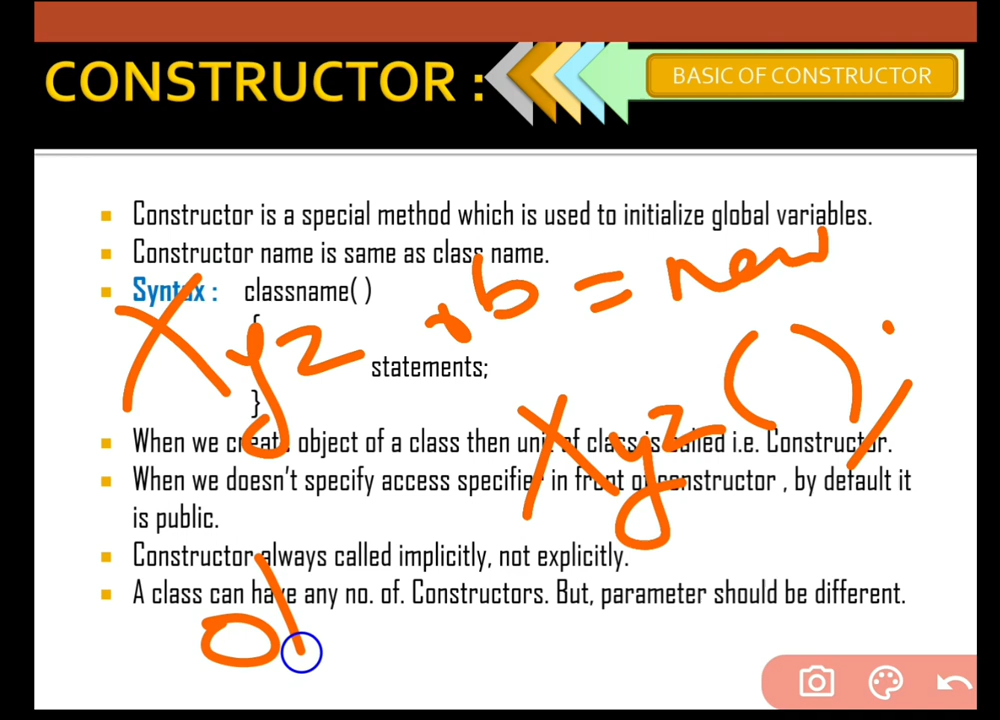 CONSTRUCTOR :
BASIC OF CONSTRUCTOR
Constructor is a special method which is used to initialize global variables.
Constructor name is same as class name.
Syntax : classname( )
{
statements;
}
When we create object of a class then unit of class is called i.e. Constructor.
When we doesn't specify access specifier in front of constructor , by default it
is public.
Constructor always called implicitly, not explicitly.
A class can have any no. of. Constructors. But, parameter should be different.
= new
Xyz
Xyz ();